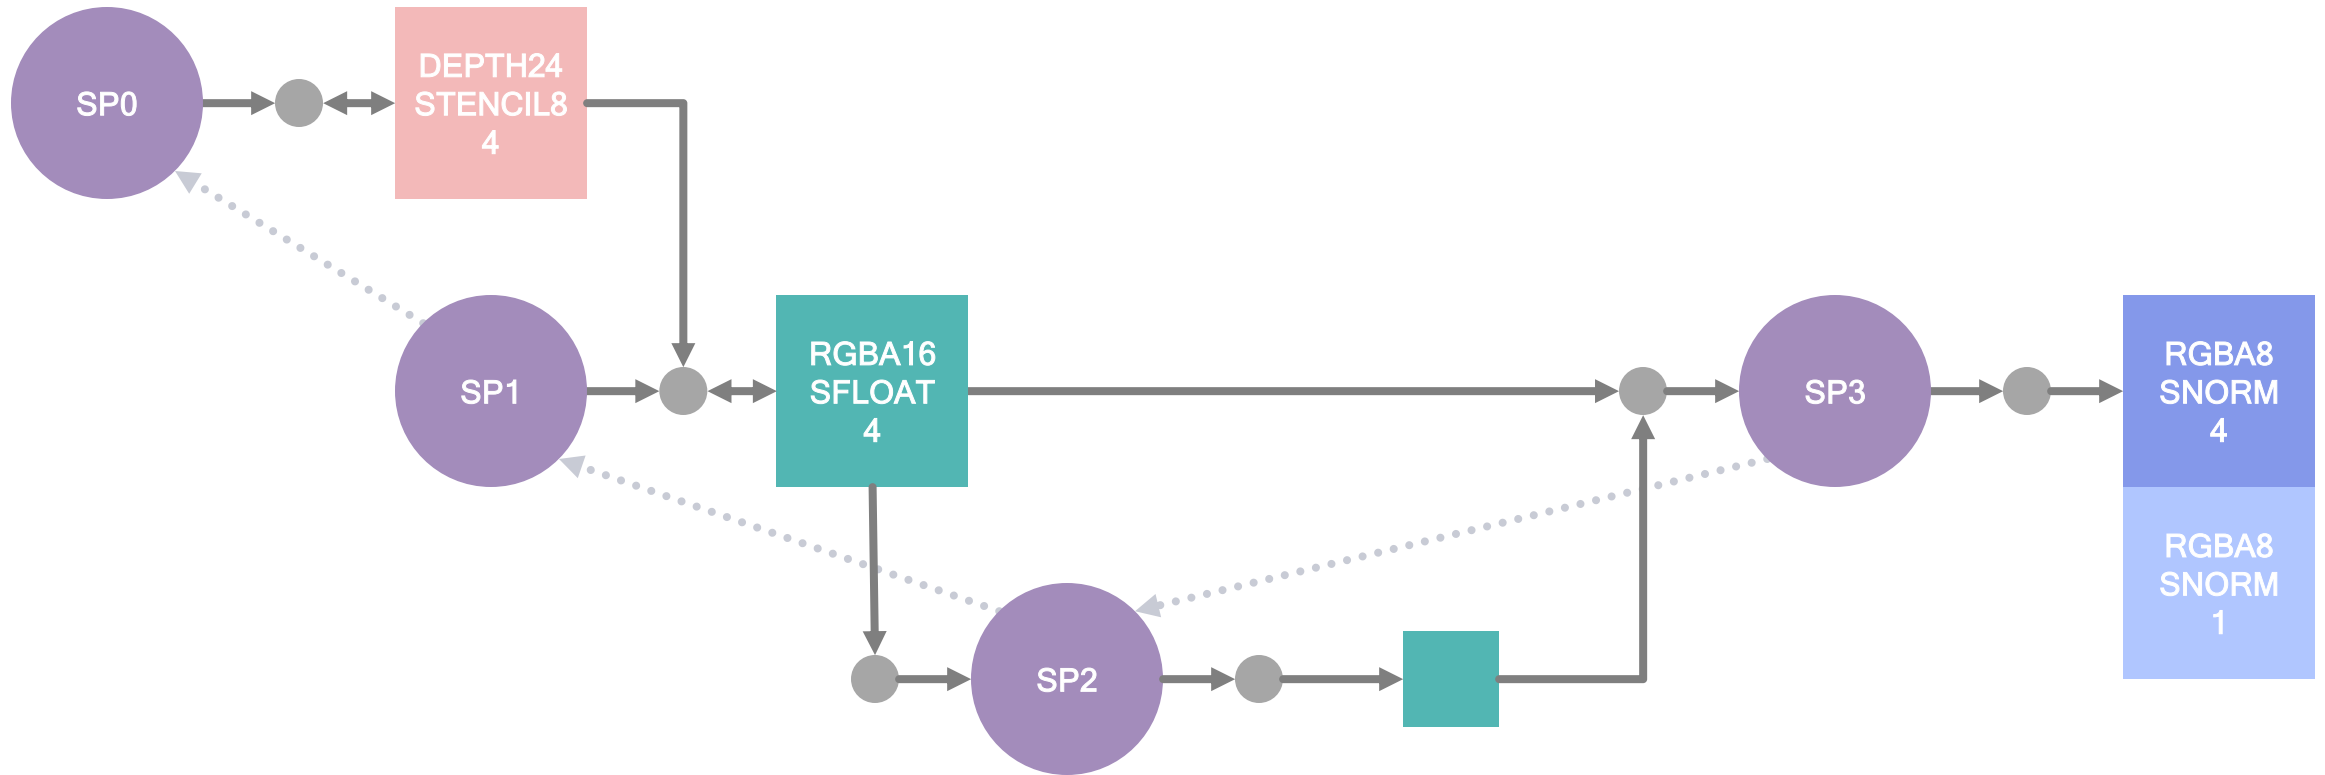 SP0
DEPTH24
STENCIL8
4
SP1
RGBA16
SFLOAT
4
SP3
RGBA8
SNORM
4
RGBA8
SNORM
1
SP2